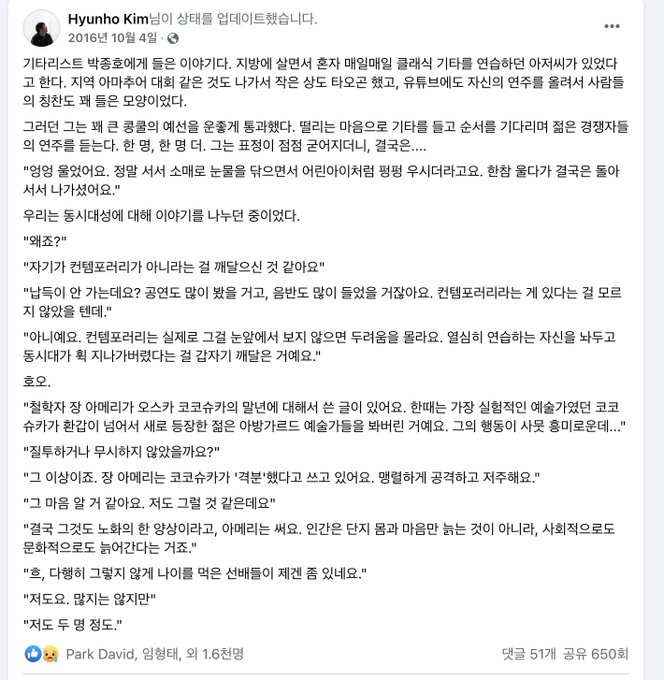 Hyunho Kim님이 상태를 업데이트했습니다.
2016년 10월 4일 ·
기타리스트 박종호에게 들은 이야기다. 지방에 살면서 혼자 매일매일 클래식 기타를 연습하던 아저씨가 있었다
고 한다. 지역 아마추어 대회 같은 것도 나가서 작은 상도 타오곤 했고, 유튜브에도 자신의 연주를 올려서 사람들
의 칭찬도 꽤 들은 모양이었다.
그러던 그는 꽤 큰 콩쿨의 예선을 운좋게 통과했다. 떨리는 마음으로 기타를 들고 순서를 기다리며 젊은 경쟁자들
의 연주를 듣는다. 한 명, 한 명 더. 그는 표정이 점점 굳어지더니, 결국은....
"엉엉 울었어요. 정말 서서 소매로 눈물을 닦으면서 어린아이처럼 펑펑 우시더라고요. 한참 울다가 결국은 돌아
서서 나가셨어요."
우리는 동시대성에 대해 이야기를 나누던 중이었다.
"왜죠?"
"자기가 컨템포러리가 아니라는 걸 깨달으신 것 같아요"
"납득이 안 가는데요? 공연도 많이 봤을 거고, 음반도 많이 들었을 거잖아요. 컨템포러리라는 게 있다는 걸 모르
지 않았을 텐데."
"아니예요. 컨템포러리는 실제로 그걸 눈앞에서 보지 않으면 두려움을 몰라요. 열심히 연습하는 자신을 놔두고
동시대가 휙 지나가버렸다는 걸 갑자기 깨달은 거예요."
호오.
"철학자 장 아메리가 오스카 코코슈카의 말년에 대해서 쓴 글이 있어요. 한때는 가장 실험적인 예술가였던 코코
슈카가 환갑이 넘어서 새로 등장한 젊은 아방가르드 예술가들을 봐버린 거예요. 그의 행동이 사뭇 흥미로운데..."
"질투하거나 무시하지 않았을까요?"
"그 이상이죠. 장 아메리는 코코슈카가 '격분'했다고 쓰고 있어요. 맹렬하게 공격하고 저주해요."
"그 마음 알 거 같아요. 저도 그럴 것 같은데요"
"결국 그것도 노화의 한 양상이라고, 아메리는 써요. 인간은 단지 몸과 마음만 늙는 것이 아니라, 사회적으로도
문화적으로도 늙어간다는 거죠."
"흐, 다행히 그렇지 않게 나이를 먹은 선배들이 제겐 좀 있네요."
"저도요. 많지는 않지만"
"저도 두 명 정도."
Park David, 임형태, 외 1.6천명
댓글 51개 공유 650회